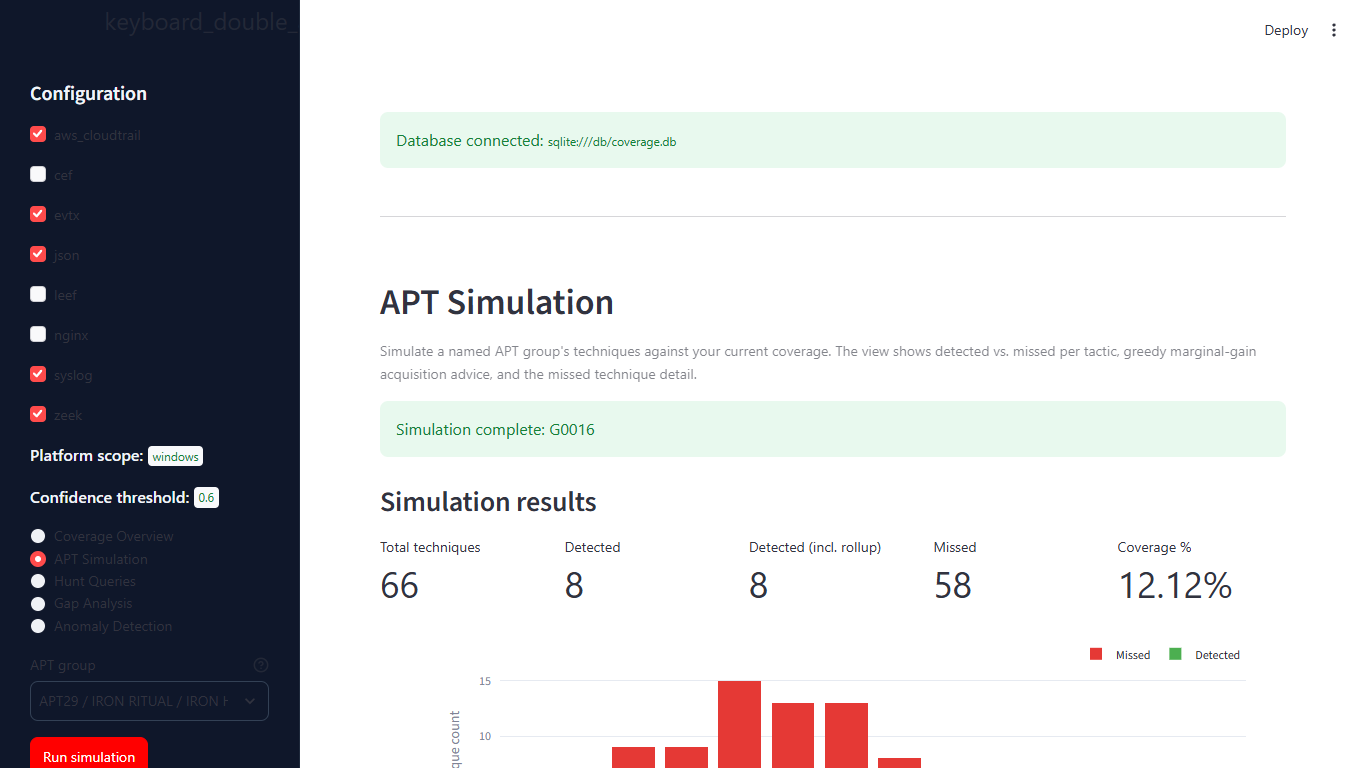 keyboard_double_
Deploy
Configuration
aws_cloudtrail
cef
evtx
json
leef
nginx
syslog
zeek
Platform scope: windows
Confidence threshold: 0.6
Coverage Overview
APT Simulation
Hunt Queries
Gap Analysis
Anomaly Detection
APT group
APT29 / IRON RITUAL / IRON H
Run simulation
Database connected: sqlite:///db/coverage.db
APT Simulation
Simulate a named APT group's techniques against your current coverage. The view shows detected vs. missed per tactic, greedy marginal-gain
acquisition advice, and the missed technique detail.
Simulation complete: G0016
Simulation results
Total techniques Detected Detected (incl. rollup) Missed Coverage %
66 8 8 58 12.12%
Missed Detected
15
10
que count